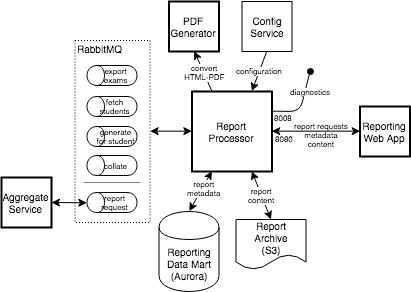 PDF
Generator
Config
Service
RabbitMQ
export
exams
fetch
students
generate
for student
collate
report
request
convert
HTML-PDF
configuration
diagnostics
8008
8080
Report
Processor
report requests
metadata
content
Reporting
Web App
Aggregate
Service
report
metadata
report
content
Reporting
Data Mart
(Aurora)
Report
Archive
(S3)